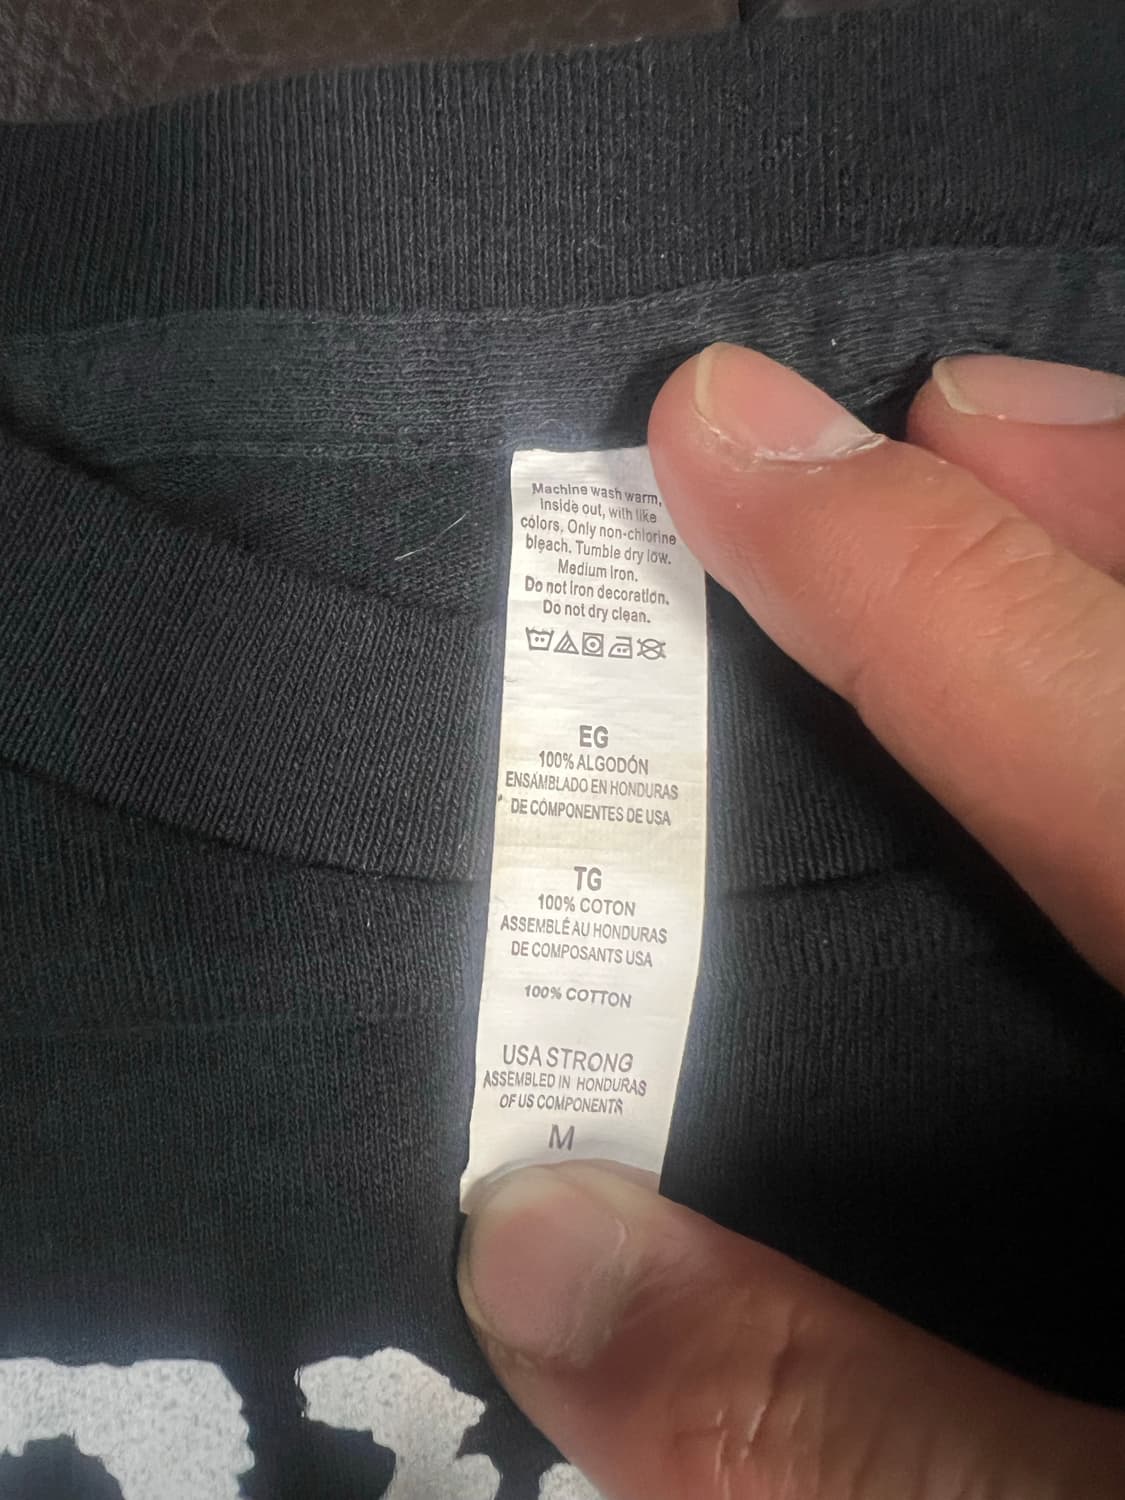 Machine wash warm,
inside out, with like
colors. Only non-chlorine
bleach. Tumble dry low.
Medium Iron.
Do not Iron decoration.
Do not dry clean.
EG
100% ALGODÓN
ENSAMBLADO EN HONDURAS
DE COMPONENTES DE USA
TG
100% COTON
ASSEMBLÉ AU HONDURAS
DE COMPOSANTS USA
100% COTTON
USA STRONG
ASSEMBLED IN HONDURAS
OF US COMPONENTS
M